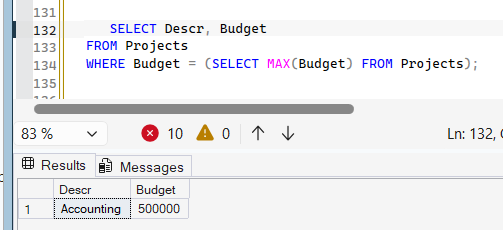 131
132 SELECT Descr, Budget
133 FROM Projects
134 WHERE Budget = (SELECT MAX(Budget) FROM Projects);
135
83 % 10 0 Ln: 132,
Results Messages
Descr Budget
1 Accounting 500000